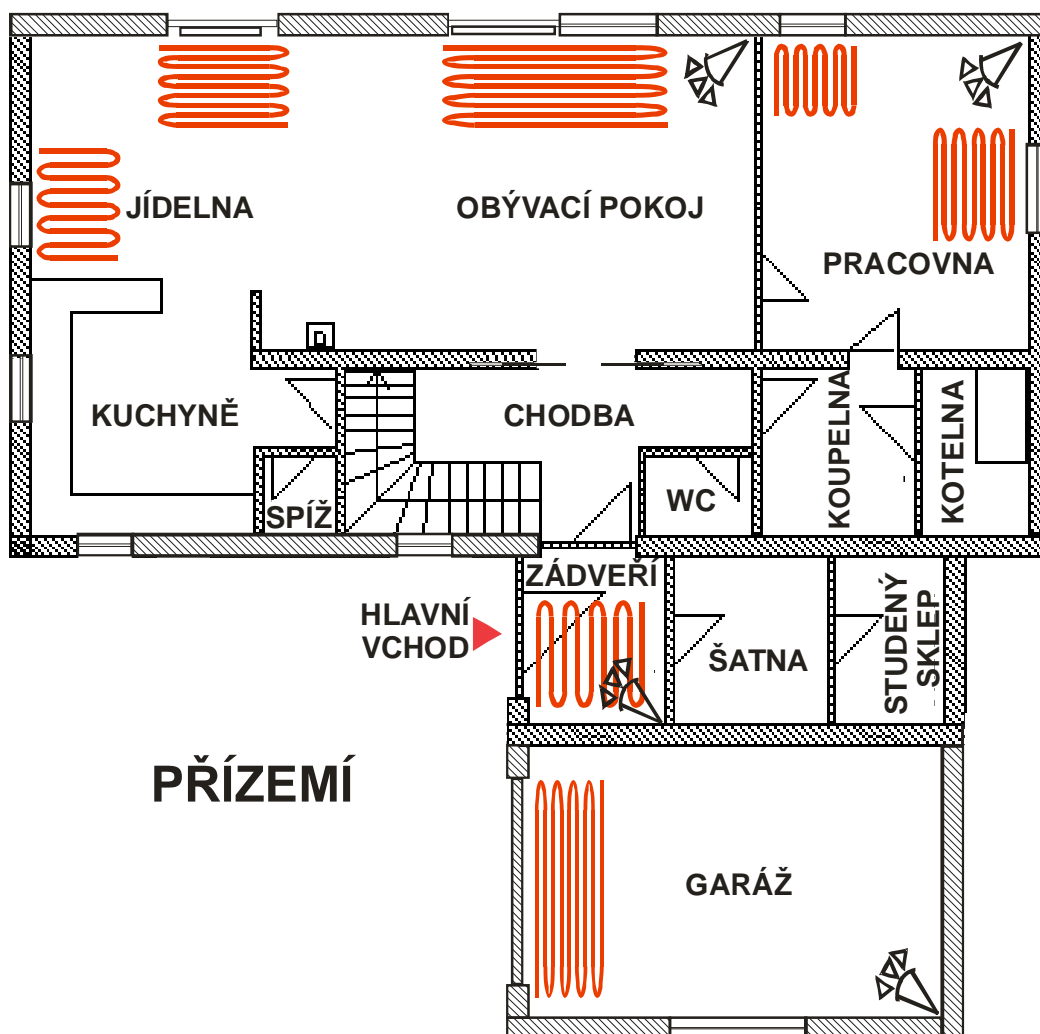 JÍDELNA
OBÝVACÍ POKOJ
PRACOVNA
KUCHYNĚ
CHODBA
KOUPELNA
KOTELNA
SPÍŽ
WC
ZÁDVEŘÍ
HLAVNÍ
VCHOD
ŠATNA
STUDENÝ
SKLEP
PŘÍZEMÍ
GARÁŽ